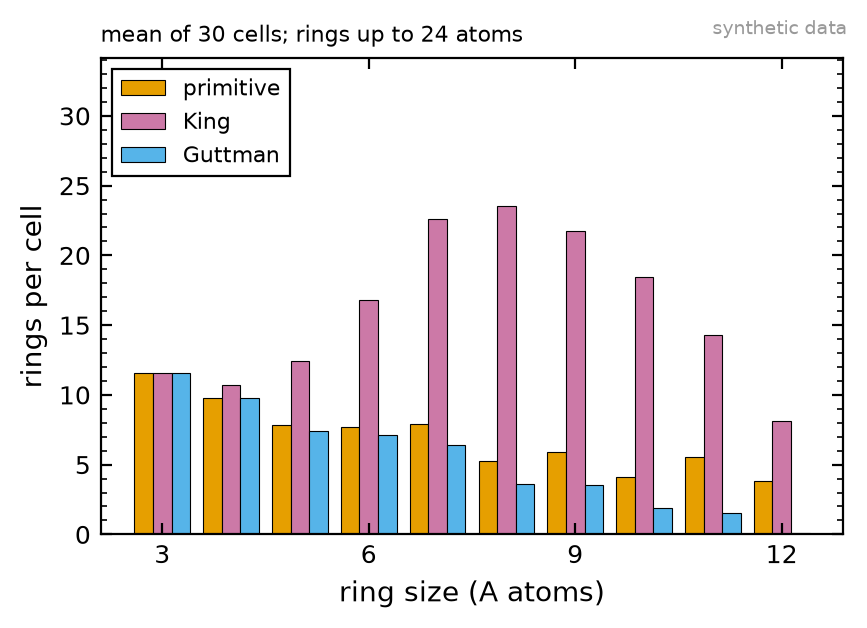 mean of 30 cells; rings up to 24 atoms
synthetic data
primitive
King
Guttman
rings per cell
30
25
20
15
10
5
0
3 6 9 12
ring size (A atoms)